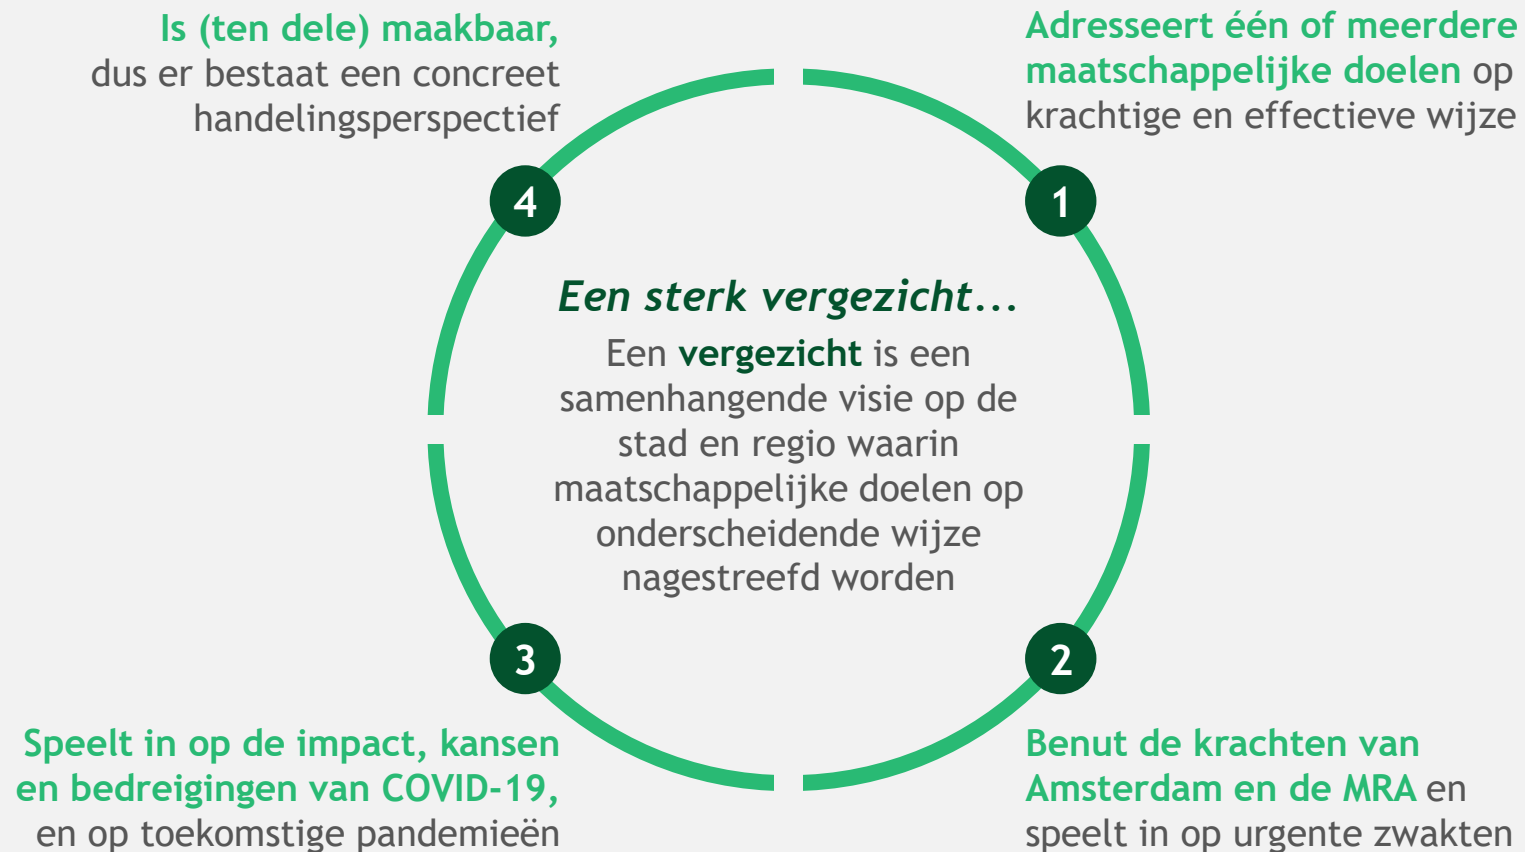 Is (ten dele) maakbaar,
dus er bestaat een concreet
handelingsperspectief
Adresseert één of meerdere
maatschappelijke doelen op
krachtige en effectieve wijze
4
1
Een sterk vergezicht...
Een vergezicht is een
samenhangende visie op de
stad en regio waarin
maatschappelijke doelen op
onderscheidende wijze
nagestreefd worden
3
2
Speelt in op de impact, kansen
en bedreigingen van COVID-19,
en op toekomstige pandemieën
Benut de krachten van
Amsterdam en de MRA en
speelt in op urgente zwakten